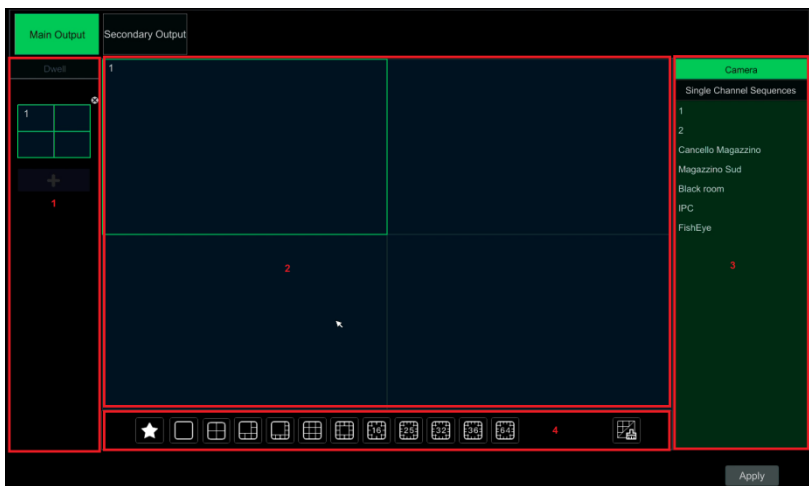 Main Output
Secondary Output
Dwell
1
1
1
2
Camera
Single Channel Sequences
1
2
Cancello Magazzino
Magazzino Sud
Black room
IPC
FishEye
3
16
25
32
36
64
4
Apply